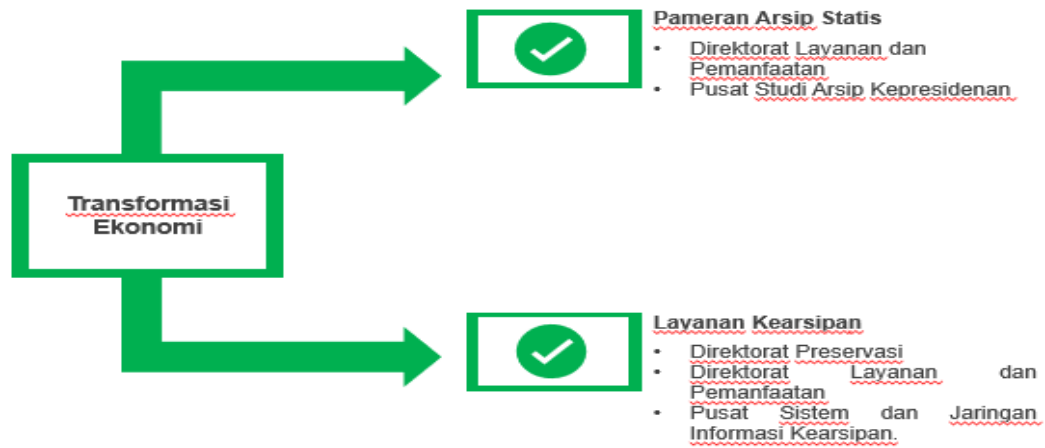 Pameran Arsip Statis
• Direktorat Layanan dan
Pemanfaatan
• Pusat Studi Arsip Kepresidenan
Transformasi
Ekonomi
Layanan Kearsipan
• Direktorat Preservasi
• Direktorat Layanan dan
Pemanfaatan
• Pusat Sistem dan Jaringan
Informasi Kearsipan.